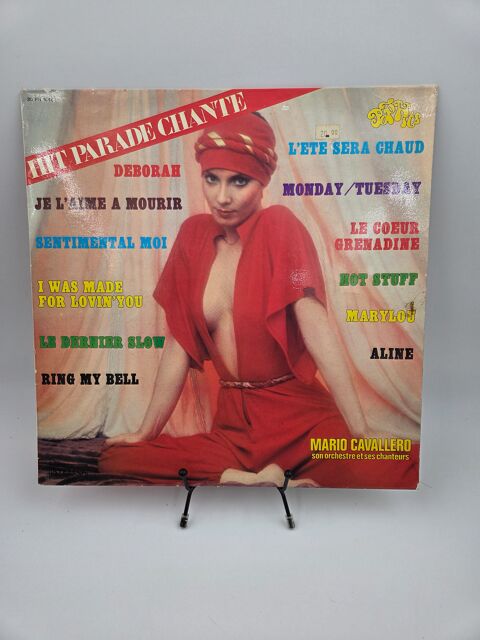 HIT PARADE CHANTE
DEBORAH
JE L'AIME A MOURIR
SENTIMENTAL MOI
I WAS MADE
FOR LOVIN'YOU
LE DERNIER SLOW
RING MY BELL
L'ETE SERA CHAUD
MONDAY/TUESDAY
LE COEUR
GRENADINE
HOT STUFF
MARYLOU
ALINE
MARIO CAVALLERO
son orchestre et ses chanteurs